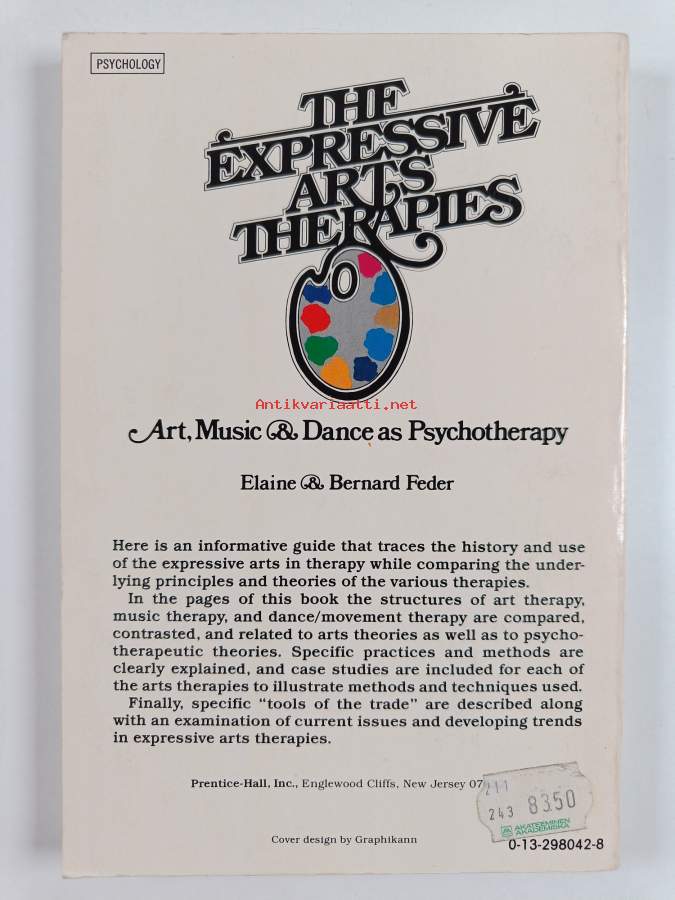 PSYCHOLOGY
THE
EXPRESSIVE
ARTS
THERAPIES
Antikvariaatti.net
Art, Music & Dance as Psychotherapy
Elaine & Bernard Feder
Here is an informative guide that traces the history and use
of the expressive arts in therapy while comparing the under-
lying principles and theories of the various therapies.
In the pages of this book the structures of art therapy,
music therapy, and dance/movement therapy are compared,
contrasted, and related to arts theories as well as to psycho-
therapeutic theories. Specific practices and methods are
clearly explained, and case studies are included for each of
the arts therapies to illustrate methods and techniques used.
Finally, specific “tools of the trade” are described along
with an examination of current issues and developing trends
in expressive arts therapies.
Prentice-Hall, Inc., Englewood Cliffs, New Jersey 07
211
243 8350
AKATEEMINEN
AKADEMISKA
Cover design by Graphikann
0-13-298042-8